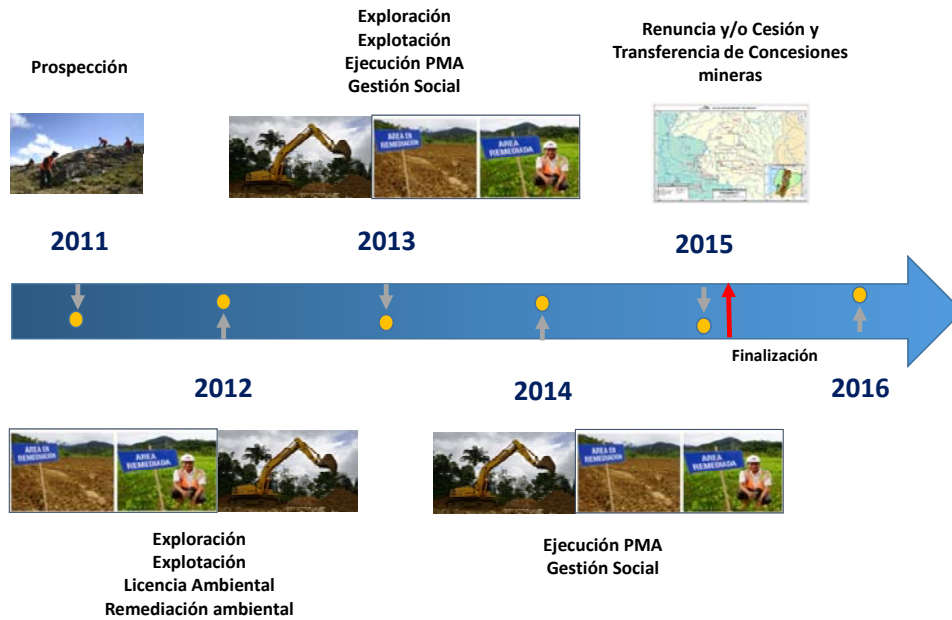 Prospección
Exploración
Explotación
Ejecución PMA
Gestión Social
Renuncia y/o Cesión y
Transferencia de Concesiones
mineras
AREA EN
REMEDIACION
AREA
REMEDIADA
2011
2013
2015
Finalización
2012
2014
2016
AREA EN
REMEDIACION
AREA
REMEDIADA
AREA EN
REMEDIACION
AREA
REMEDIADA
Exploración
Explotación
Licencia Ambiental
Remediación ambiental
Ejecución PMA
Gestión Social